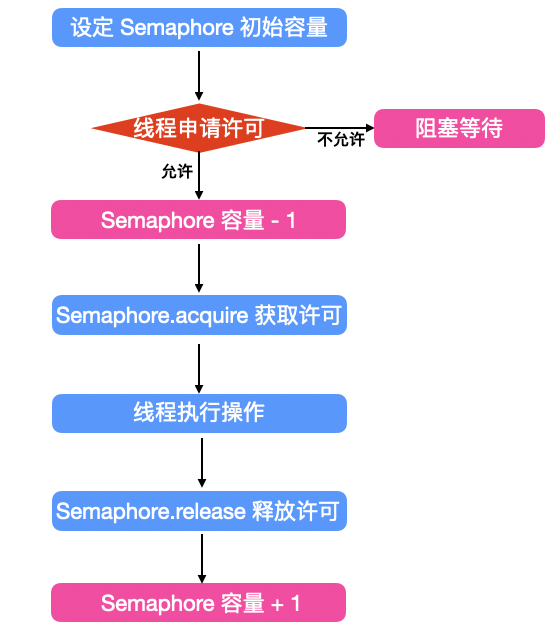 设定 Semaphore 初始容量
线程申请许可
不允许
阻塞等待
允许
Semaphore 容量 - 1
Semaphore.acquire 获取许可
线程执行操作
Semaphore.release 释放许可
Semaphore 容量 + 1